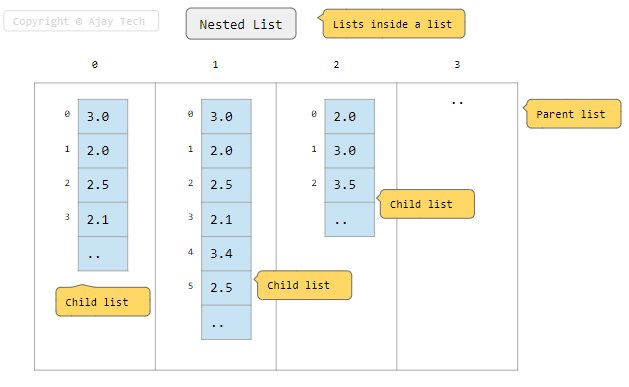 Copyright © Ajay Tech
Nested List
Lists inside a list
0 1 2 3
Parent list
0 3.0
1 2.0
2 2.5
3 2.1
..
Child list
0 3.0
1 2.0
2 2.5
3 2.1
4 3.4
5 2.5
..
Child list
0 2.0
1 3.0
2 3.5
..
Child list
..